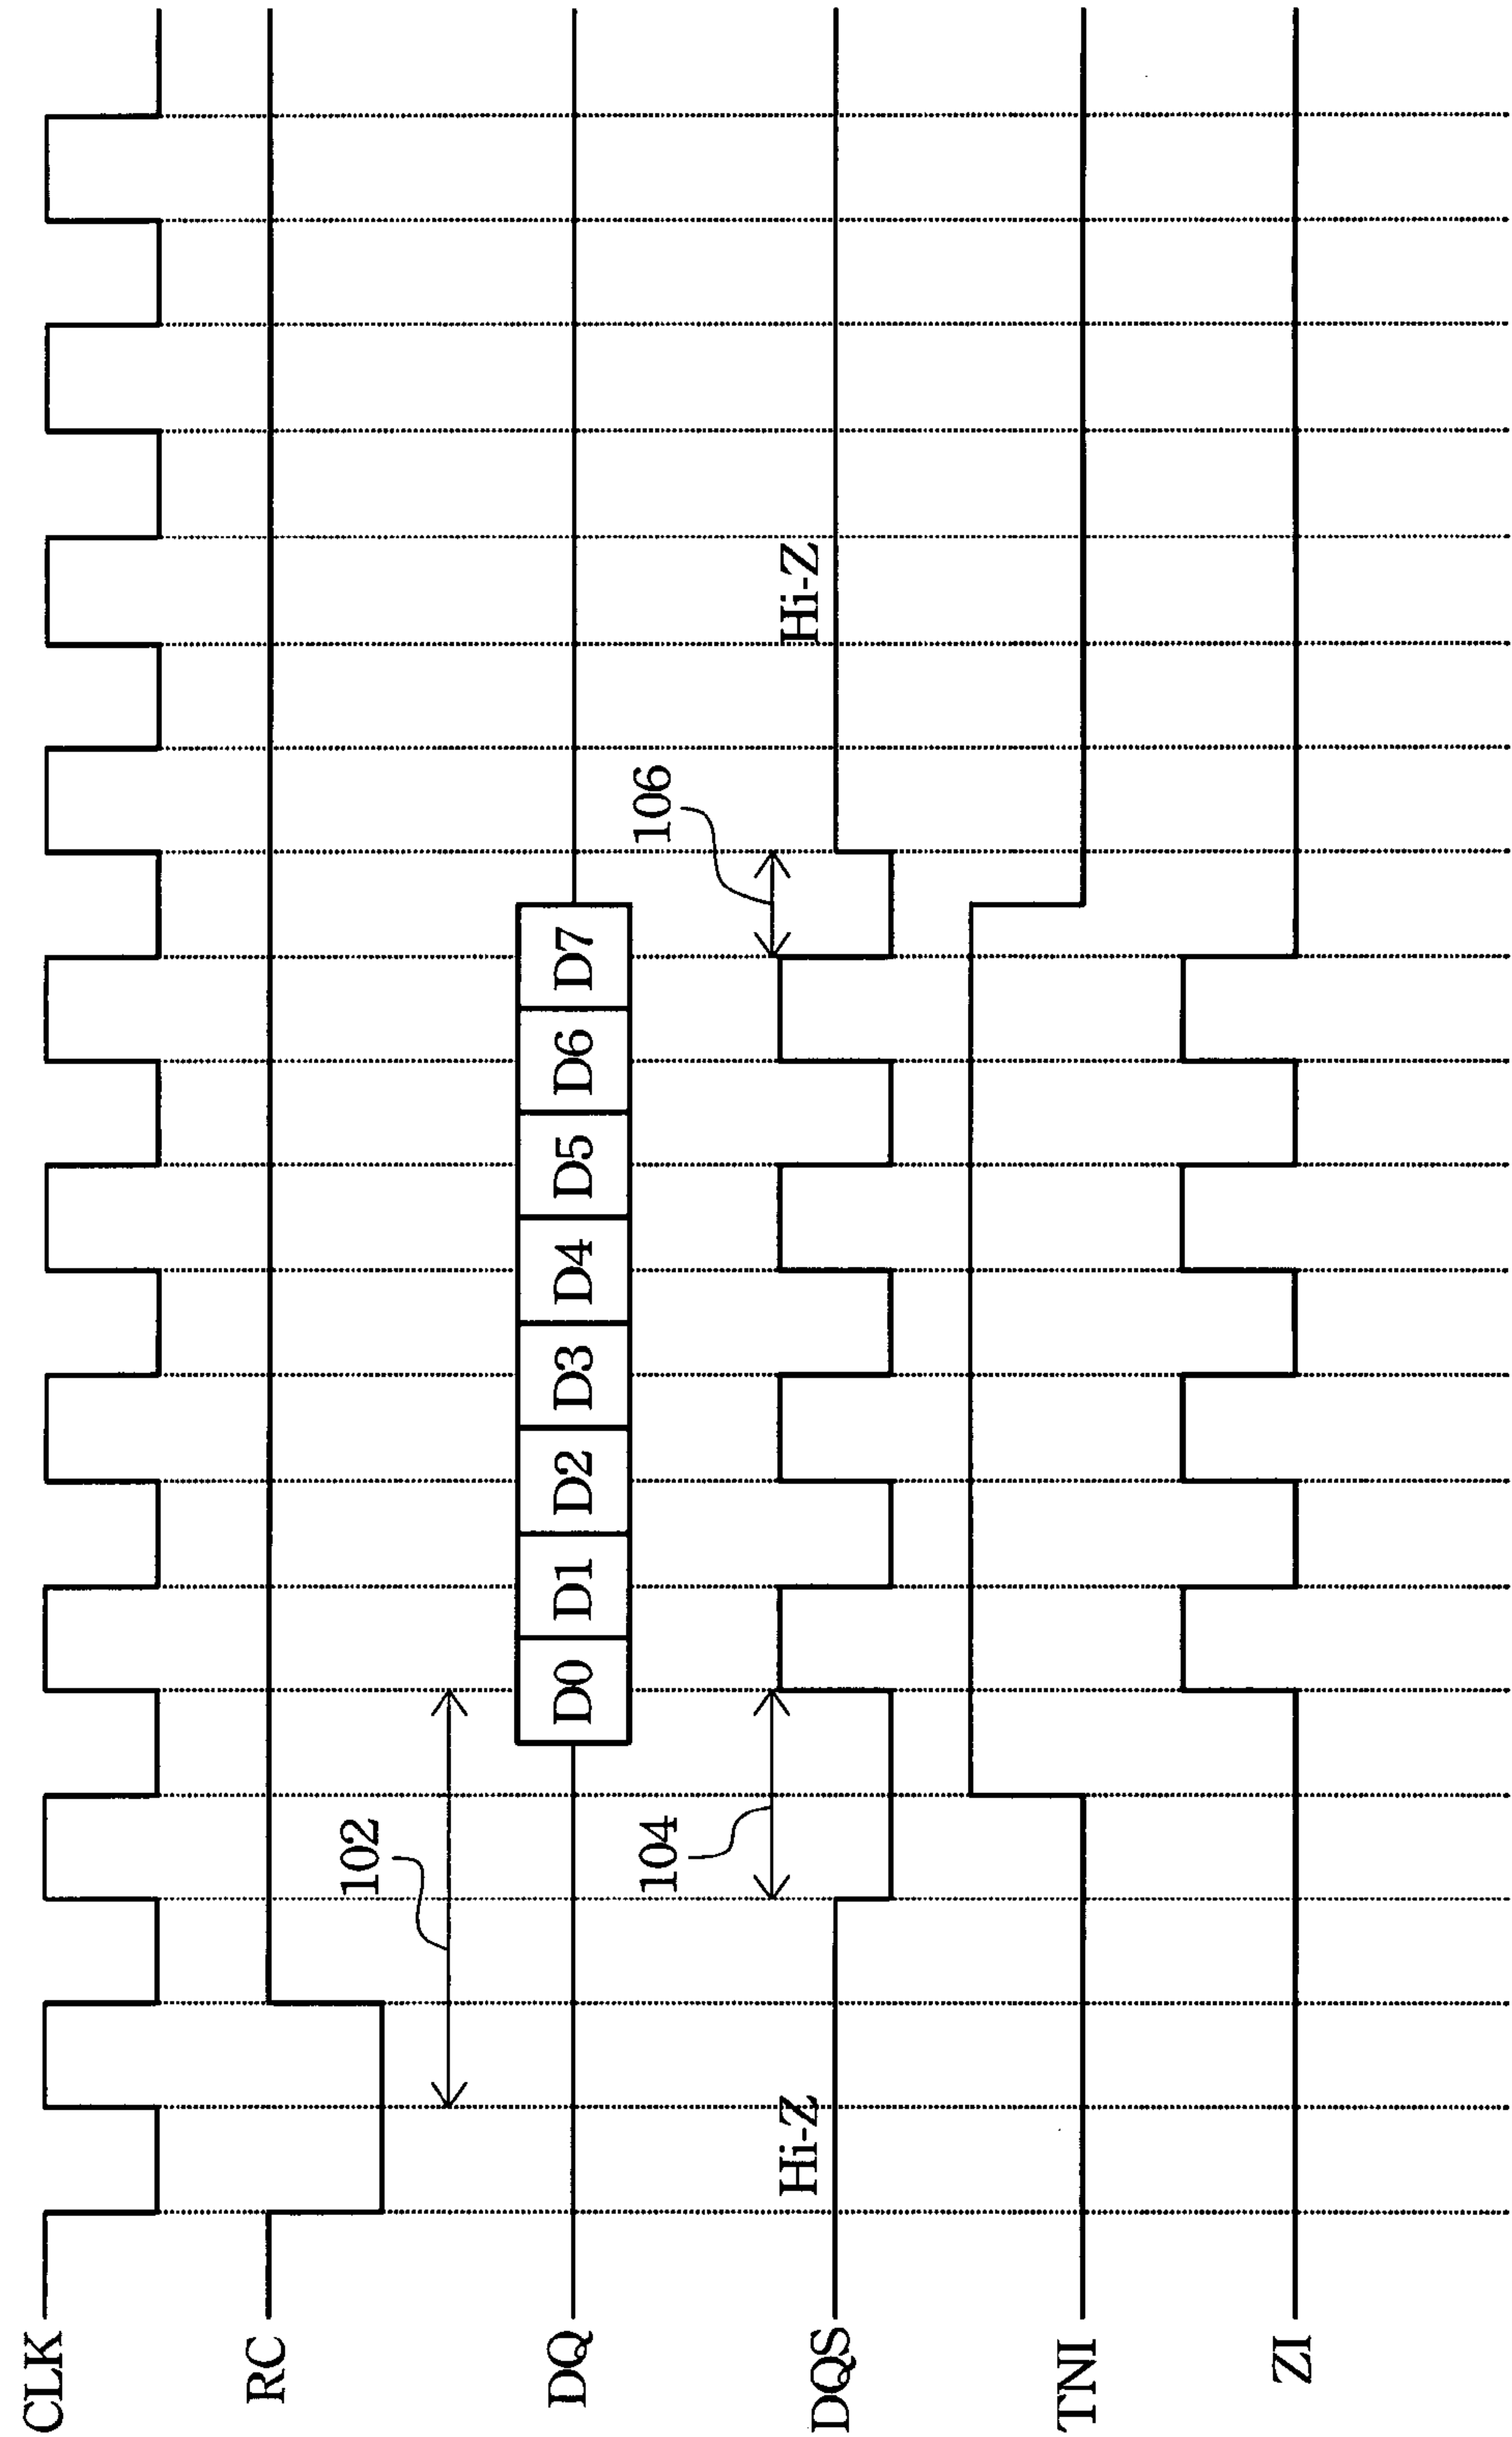 CLK
RC
102
DQ
D0 D1 D2 D3 D4 D5 D6 D7
104
106
DQS
Hi-Z
Hi-Z
TNI
ZI